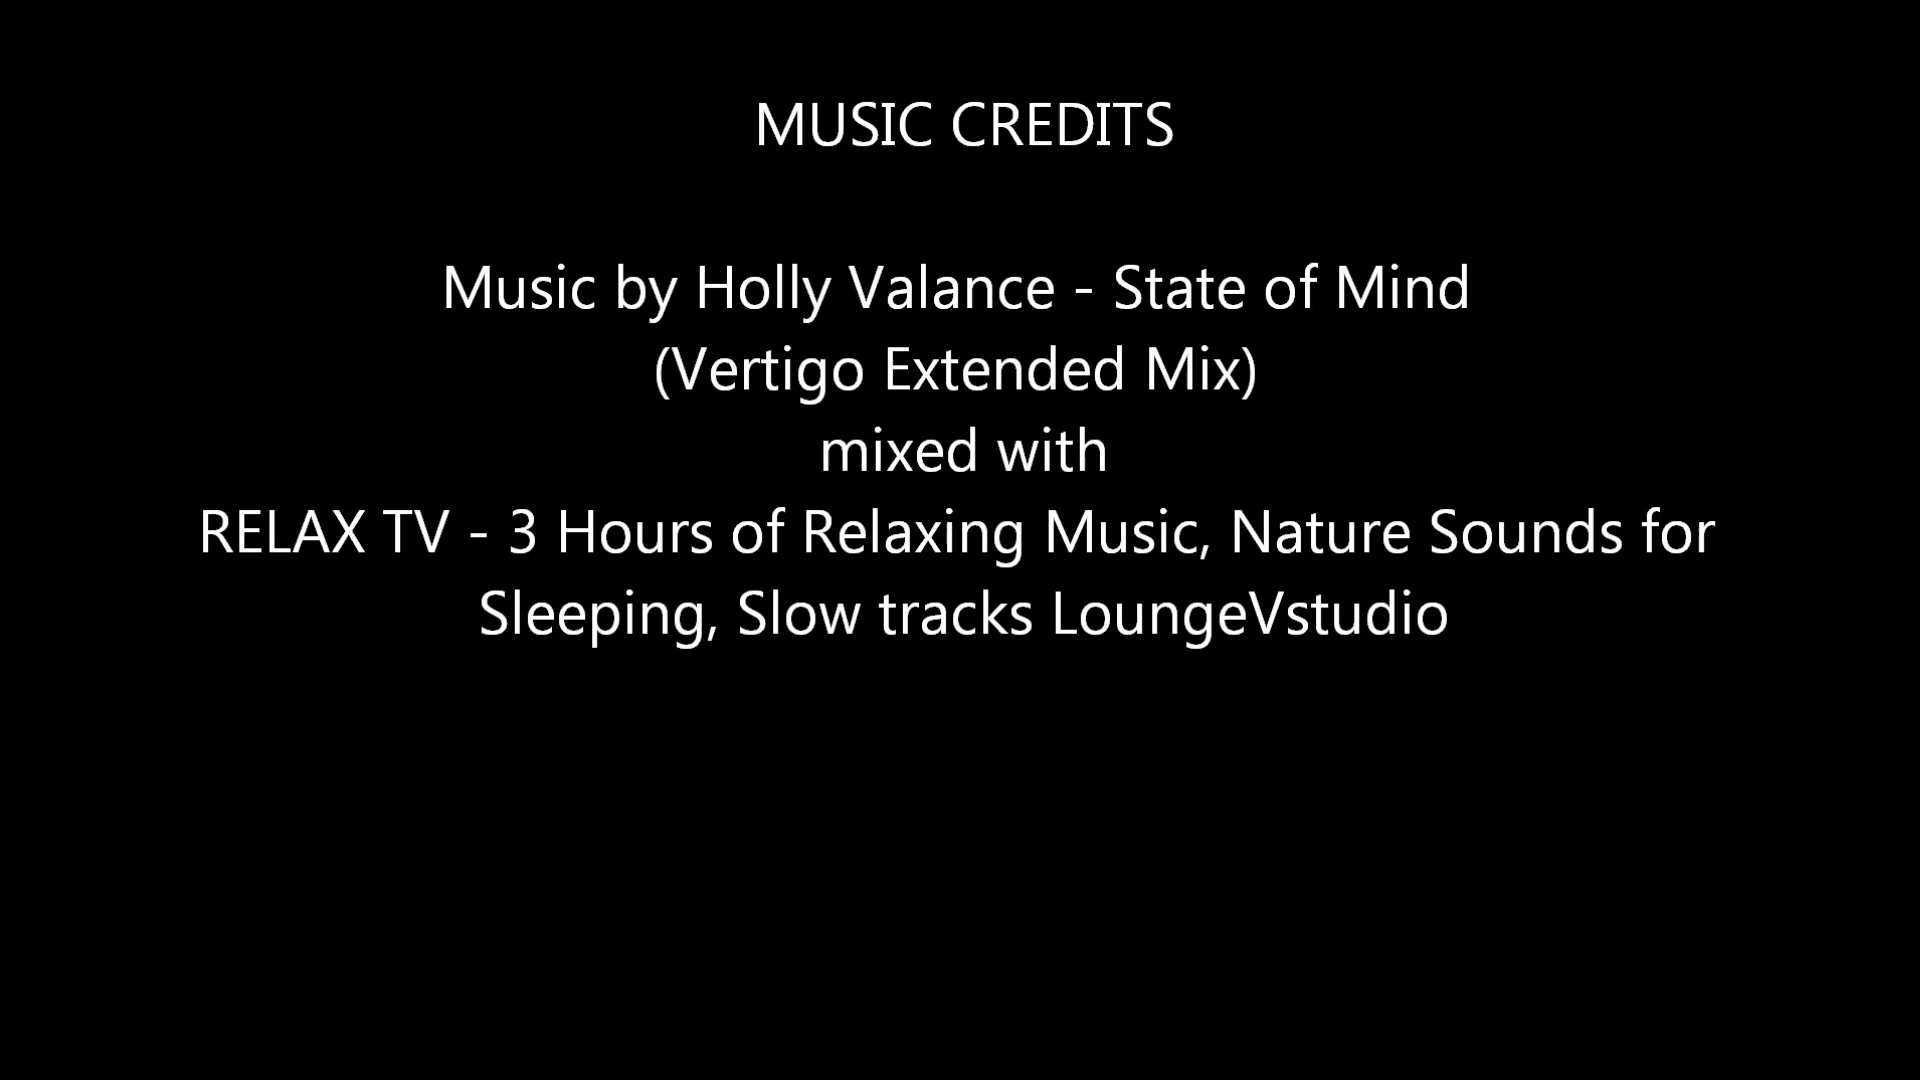 MUSIC CREDITS
Music by Holly Valance - State of Mind
(Vertigo Extended Mix)
mixed with
RELAX TV - 3 Hours of Relaxing Music, Nature Sounds for
Sleeping, Slow tracks LoungeVstudio